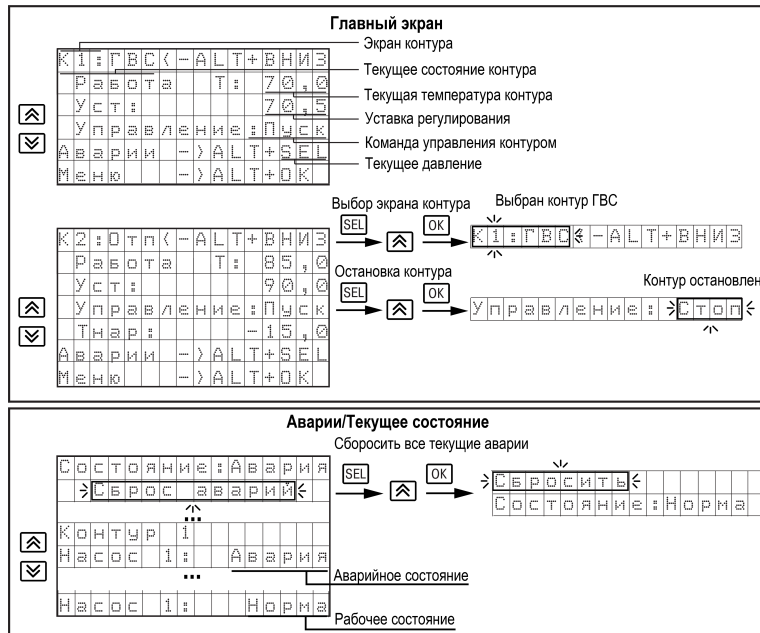 Главный экран
К1:ГВС<-ALT+ВНИЗ
Работа Т: 70,0
Уст: 70,5
Управление:Пуск
Аварии ->ALT+SEL
Меню ->ALT+OK
Экран контура
Текущее состояние контура
Текущая температура контура
Уставка регулирования
Команда управления контуром
Текущее давление
К2:Отп<-ALT+ВНИЗ
Работа Т: 85,0
Уст: 90,0
Управление:Пуск
Тнар: -15,0
Аварии ->ALT+SEL
Меню ->ALT+OK
Выбор экрана контура
SEL
OK
Выбран контур ГВС
К1:ГВС<-ALT+ВНИЗ
Остановка контура
SEL
OK
Контур остановлен
Управление: Стоп
Аварии/Текущее состояние
Сборосить все текущие аварии
Состояние:Авария
Сброс аварий
...
Контур 1
Насос 1: Авария
...
Насос 1: Норма
SEL
OK
Сбросить
Состояние:Норма
Аварийное состояние
Рабочее состояние